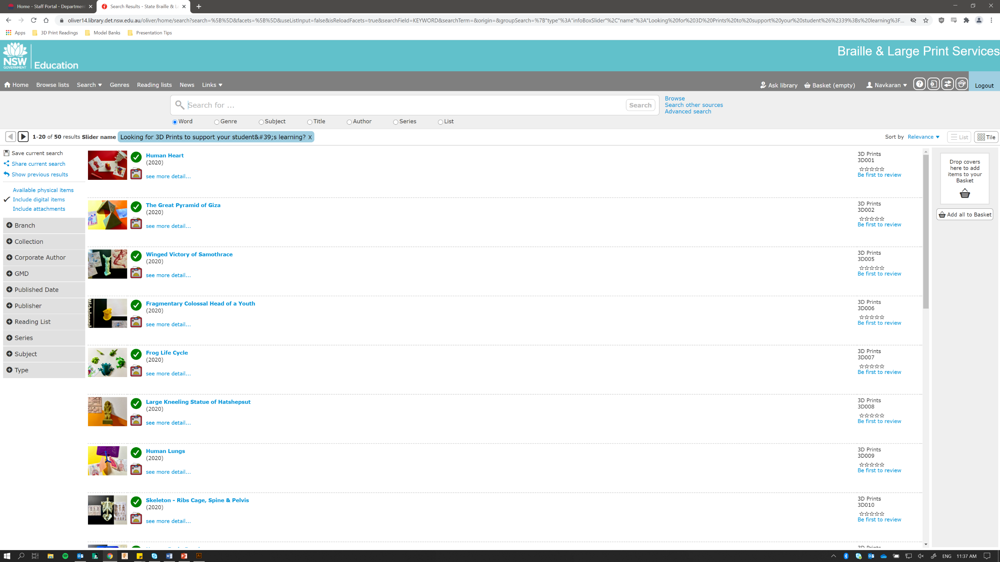 Home - Staff Portal - Department
Search Results - State Braille & L
oliver14.library.det.nsw.edu.au/oliver/home/search?search=%5B%5D&facets=%5B%5D&useListInput=false&isReloadFacets=true&searchField=KEYWORD&searchTerm=&origin=&groupSearch=%7B"type"%3A"infoBoxSlider"%2C"name"%3A"Looking%20for%203D%20Prints%20to%20support%20your%20student%26%2339%3Bs%20learning%3F...
Apps 3D Print Readings Model Banks Presentation Tips
NSW
GOVERNMENT
Education
Braille & Large Print Services
Home Browse lists Search Genres Reading lists News Links
Ask library Basket (empty) Navkaran ? orbit Logout
Search for ... Search
Browse
Search other sources
Advanced search
Word Genre Subject Title Author Series List
1-20 of 50 results Slider name Looking for 3D Prints to support your student&#39;s learning? X
Sort by Relevance List Tile
Save current search
Share current search
Show previous results
Available physical items
Include digital items
Include attachments
Branch
Collection
Corporate Author
GMD
Published Date
Publisher
Reading List
Series
Subject
Type
Human Heart
(2020)
see more detail...
3D Prints
3D001
Be first to review
The Great Pyramid of Giza
(2020)
see more detail...
3D Prints
3D002
Be first to review
Winged Victory of Samothrace
(2020)
see more detail...
3D Prints
3D005
Be first to review
Fragmentary Colossal Head of a Youth
(2020)
see more detail...
3D Prints
3D006
Be first to review
Frog Life Cycle
(2020)
see more detail...
3D Prints
3D007
Be first to review
Large Kneeling Statue of Hatshepsut
(2020)
see more detail...
3D Prints
3D008
Be first to review
Human Lungs
(2020)
see more detail...
3D Prints
3D009
Be first to review
Skeleton - Ribs Cage, Spine & Pelvis
(2020)
see more detail...
3D Prints
3D010
Be first to review
3D Prints
Drop covers
here to add
items to your
Basket
Add all to Basket
ENG 11:37 AM